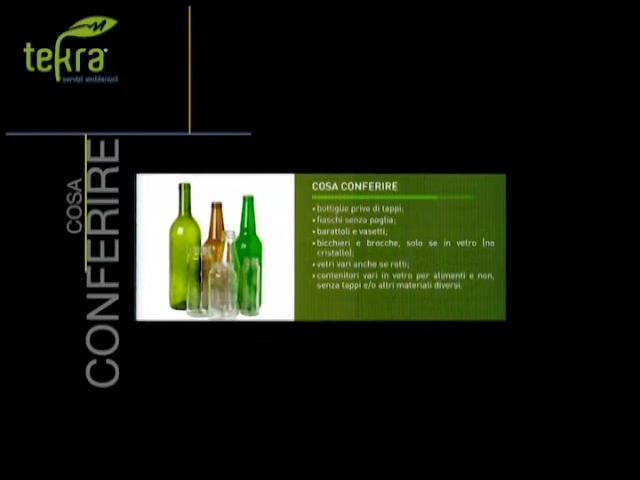 tekra
servizi ambientali
COSA
CONFERIRE
COSA CONFERIRE
• bottiglie prive di tappi;
• fiaschi senza paglia;
• barattoli e vasetti;
• bicchieri e brocche, solo se in vetro [no
cristallo];
• vetri vari anche se rotti;
• contenitori vari in vetro per alimenti e non,
senza tappi e/o altri materiali diversi.